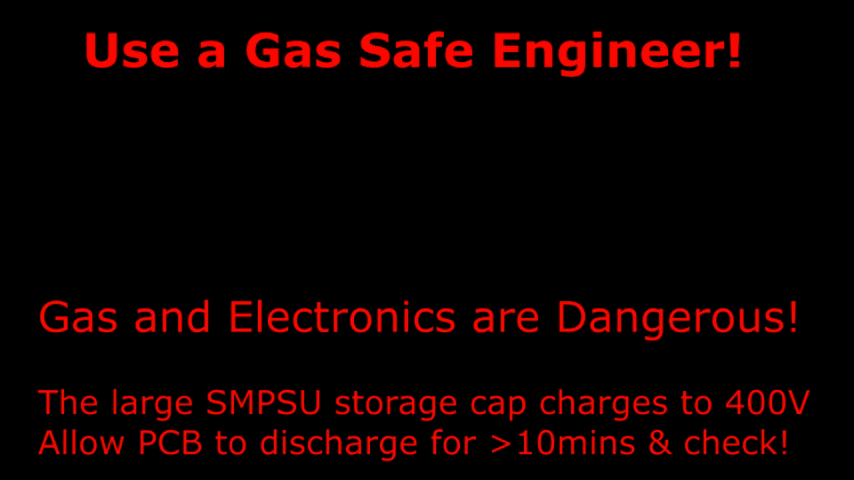 Use a Gas Safe Engineer!
Gas and Electronics are Dangerous!
The large SMPSU storage cap charges to 400V
Allow PCB to discharge for >10mins & check!